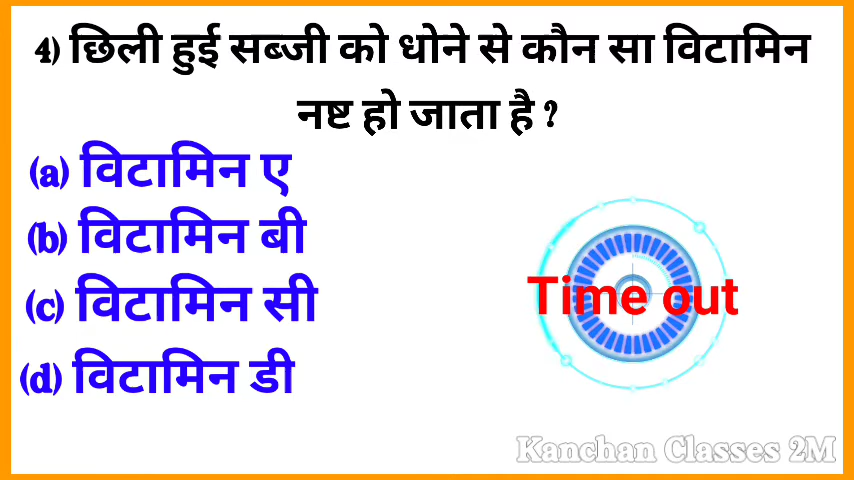 4) छिली हुई सब्जी को धोने से कौन सा विटामिन
नष्ट हो जाता है ?
(a) विटामिन ए
(b) विटामिन बी
(c) विटामिन सी
(d) विटामिन डी
Time out
Kanchan Classes 2M